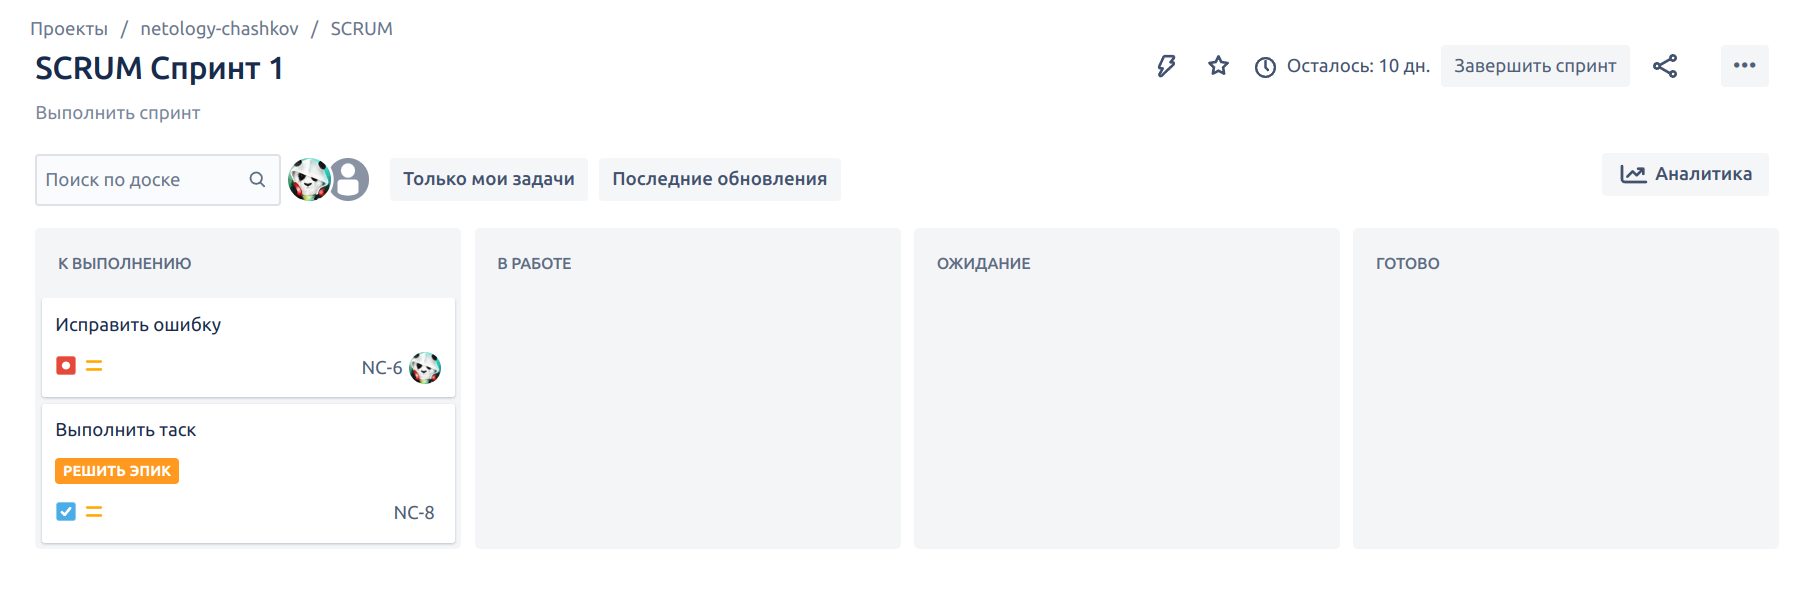 Проекты / netology-chashkov / SCRUM
SCRUM Спринт 1
Осталось: 10 дн.
Завершить спринт
Выполнить спринт
Поиск по доске
Только мои задачи
Последние обновления
Аналитика
К ВЫПОЛНЕНИЮ
Исправить ошибку
NC-6
Выполнить таск
РЕШИТЬ ЭПИК
NC-8
В РАБОТЕ
ОЖИДАНИЕ
ГОТОВО